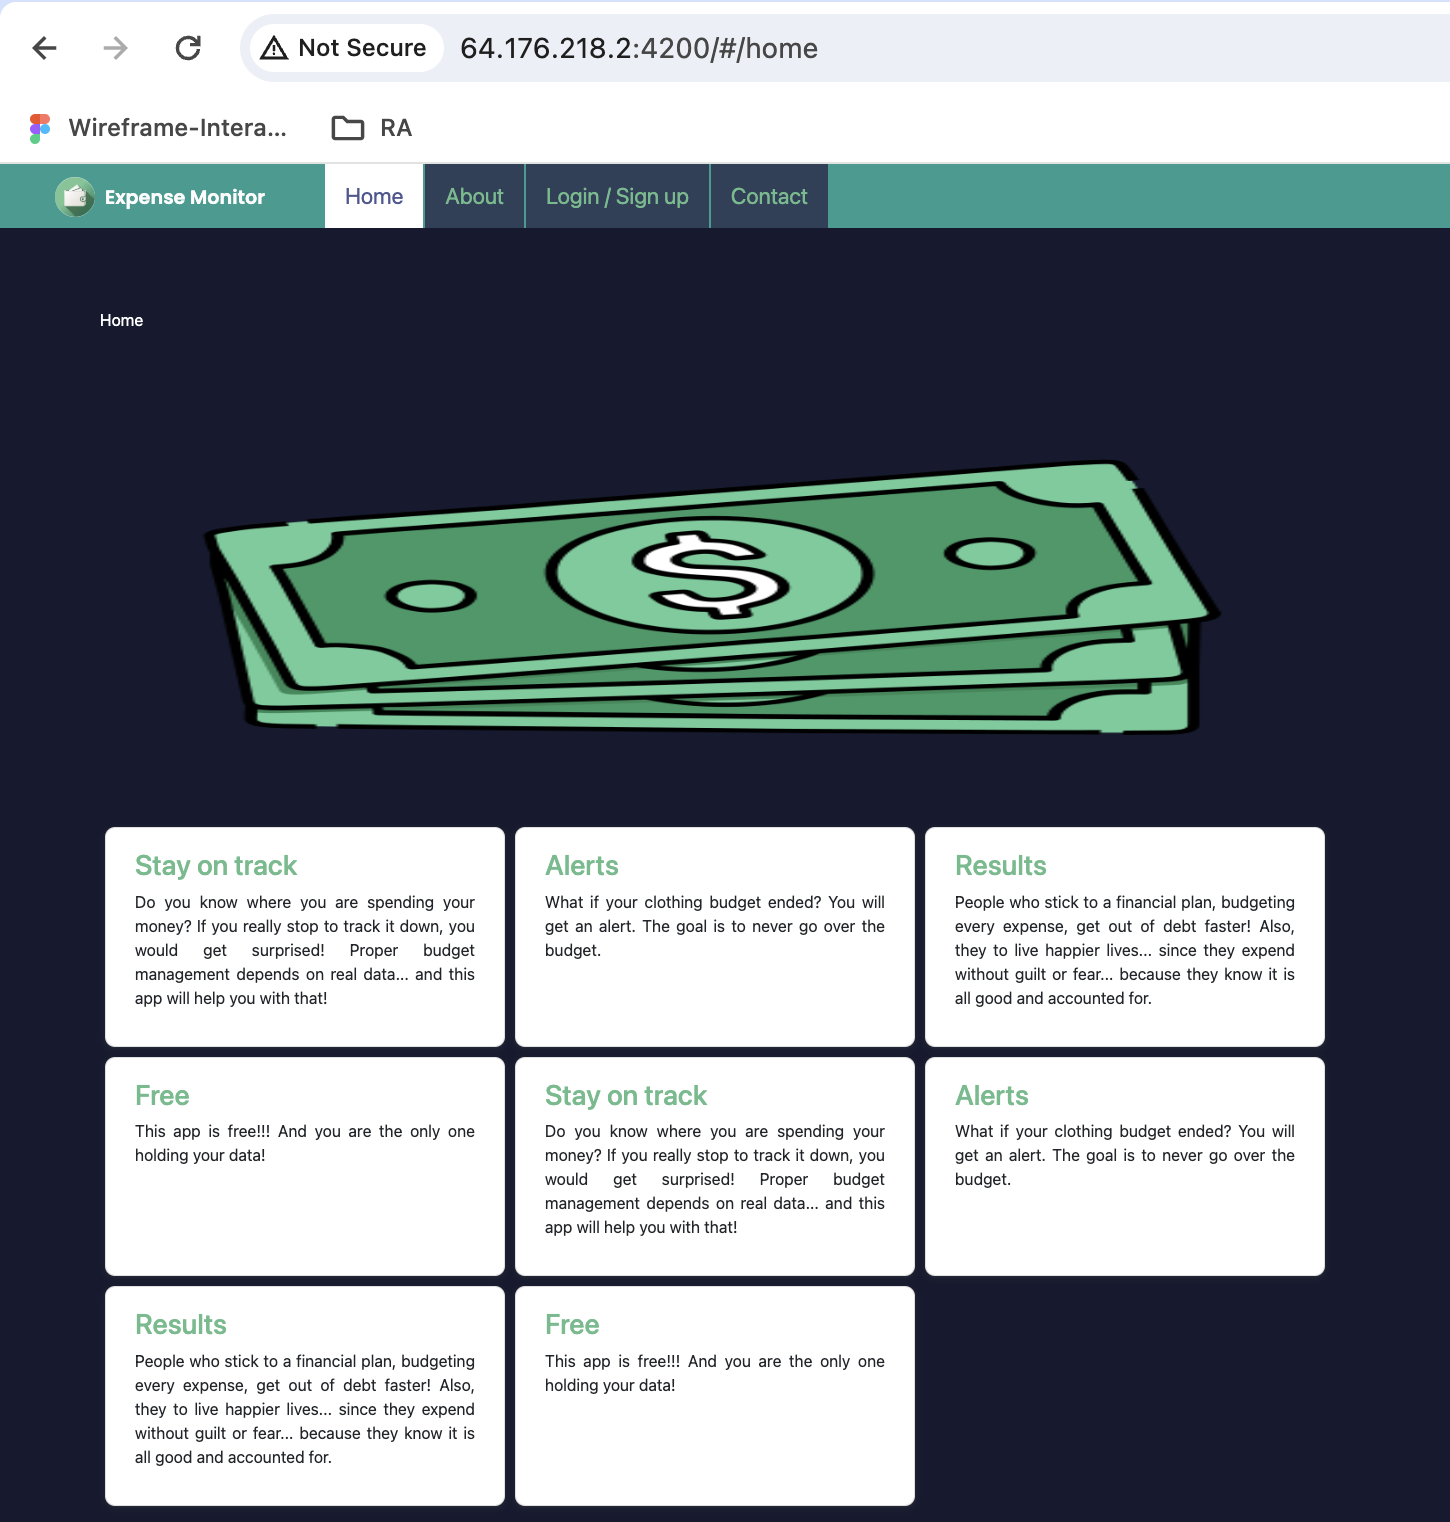 Not Secure 64.176.218.2:4200/#/home
Wireframe-Intera... RA
Expense Monitor Home About Login / Sign up Contact
Home
$
Stay on track
Do you know where you are spending your
money? If you really stop to track it down, you
would get surprised! Proper budget
management depends on real data... and this
app will help you with that!
Alerts
What if your clothing budget ended? You will
get an alert. The goal is to never go over the
budget.
Results
People who stick to a financial plan, budgeting
every expense, get out of debt faster! Also,
they to live happier lives... since they expend
without guilt or fear... because they know it is
all good and accounted for.
Free
This app is free!!! And you are the only one
holding your data!
Stay on track
Do you know where you are spending your
money? If you really stop to track it down, you
would get surprised! Proper budget
management depends on real data... and this
app will help you with that!
Alerts
What if your clothing budget ended? You will
get an alert. The goal is to never go over the
budget.
Results
People who stick to a financial plan, budgeting
every expense, get out of debt faster! Also,
they to live happier lives... since they expend
without guilt or fear... because they know it is
all good and accounted for.
Free
This app is free!!! And you are the only one
holding your data!